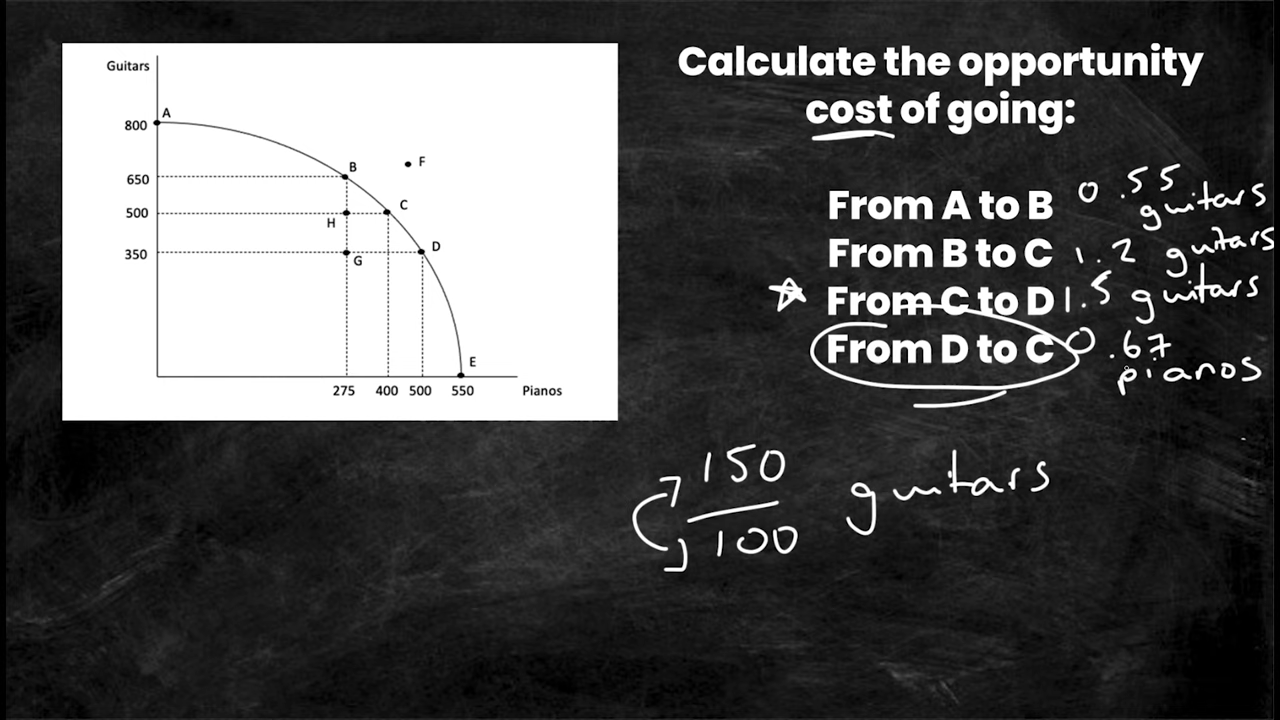 Calculate the opportunity
cost of going:
Guitars
A
800
B
F
650
C
500
H
D
350
G
E
275 400 500 550 Pianos
From A to B 0.55
guitars
From B to C 1.2 guitars
From C to D 1.5 guitars
From D to C 0.67
pianos
150
100
guitars